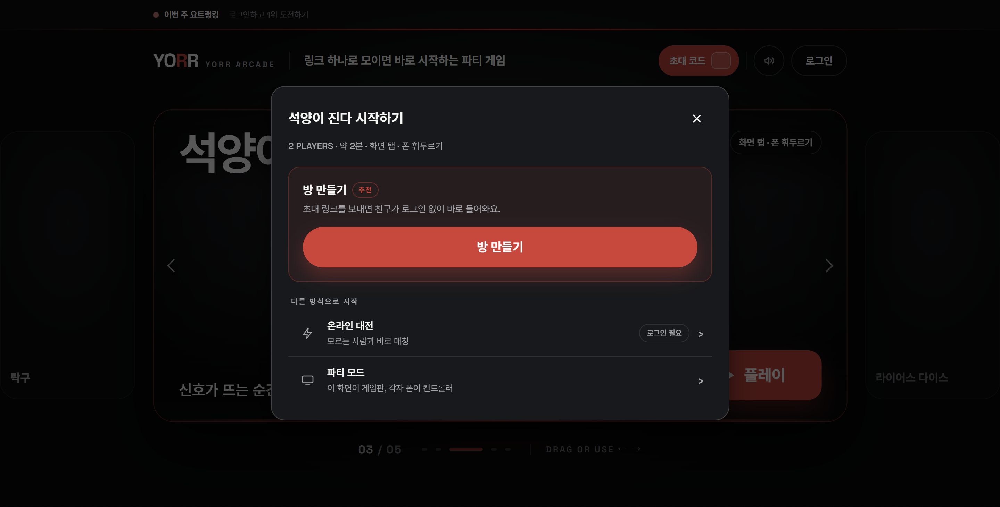 이번 주 요트랭킹 로그인하고 1위 도전하기
YORR YORR ARCADE 링크 하나로 모이면 바로 시작하는 파티 게임 초대 코드 로그인
석양이 진다 시작하기
2 PLAYERS · 약 2분 · 화면 탭 · 폰 휘두르기
석양이
화면 탭 · 폰 휘두르기
방 만들기 추천
초대 링크를 보내면 친구가 로그인 없이 바로 들어와요.
방 만들기
다른 방식으로 시작
온라인 대전
모르는 사람과 바로 매칭
로그인 필요 >
파티 모드
이 화면이 게임판, 각자 폰이 컨트롤러
>
탁구
신호가 뜨는 순간
플레이
라이어스 다이스
03 / 05 DRAG OR USE ← →